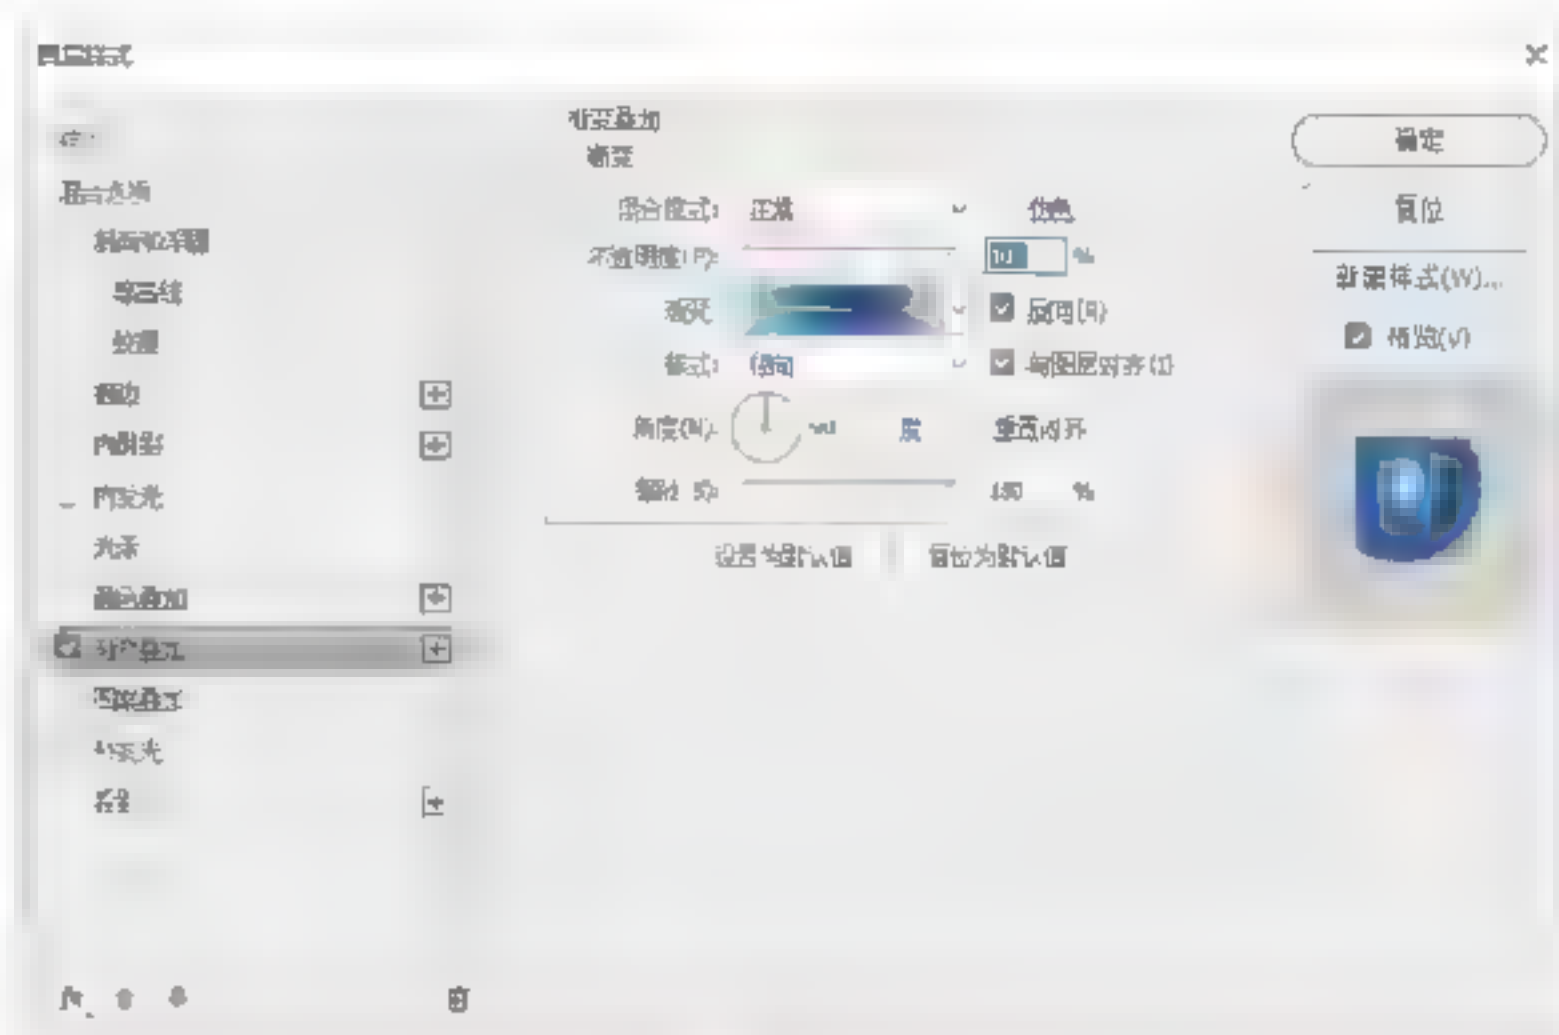 图层样式
混合选项
斜面和浮雕
等高线
纹理
描边
内阴影
内发光
光泽
颜色叠加
渐变叠加
图案叠加
外发光
投影
渐变叠加
渐变
混合模式: 正常 仿色
不透明度(P): %
渐变 反向(R)
样式: 与图层对齐(I)
角度(N): 度 重置对齐
缩放(S): %
设置为默认值 复位为默认值
确定
复位
新建样式(W)...
预览(V)